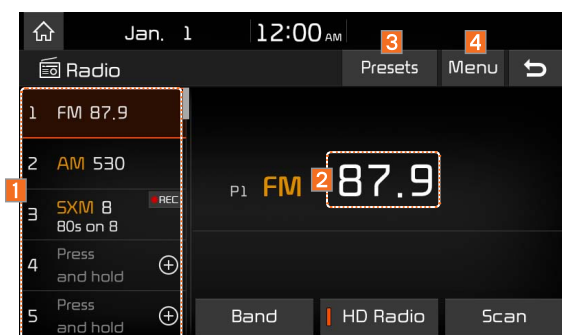 Jan. 1 12:00 AM
3 4
Radio Presets Menu
1 FM 87.9
2 AM 530
1
3 SXM 8 REC
80s on 8
4 Press
and hold
5 Press
and hold
P1 FM 2 87.9
Band HD Radio Scan